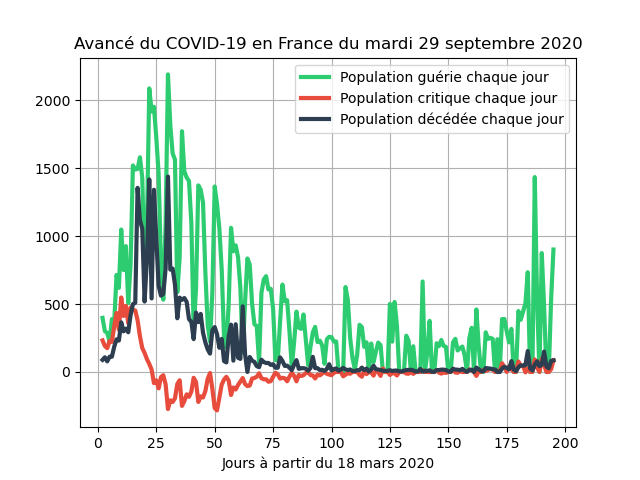 Avancé du COVID-19 en France du mardi 29 septembre 2020
Population guérie chaque jour
Population critique chaque jour
Population décédée chaque jour
2000
1500
1000
500
0
0 25 50 75 100 125 150 175 200
Jours à partir du 18 mars 2020